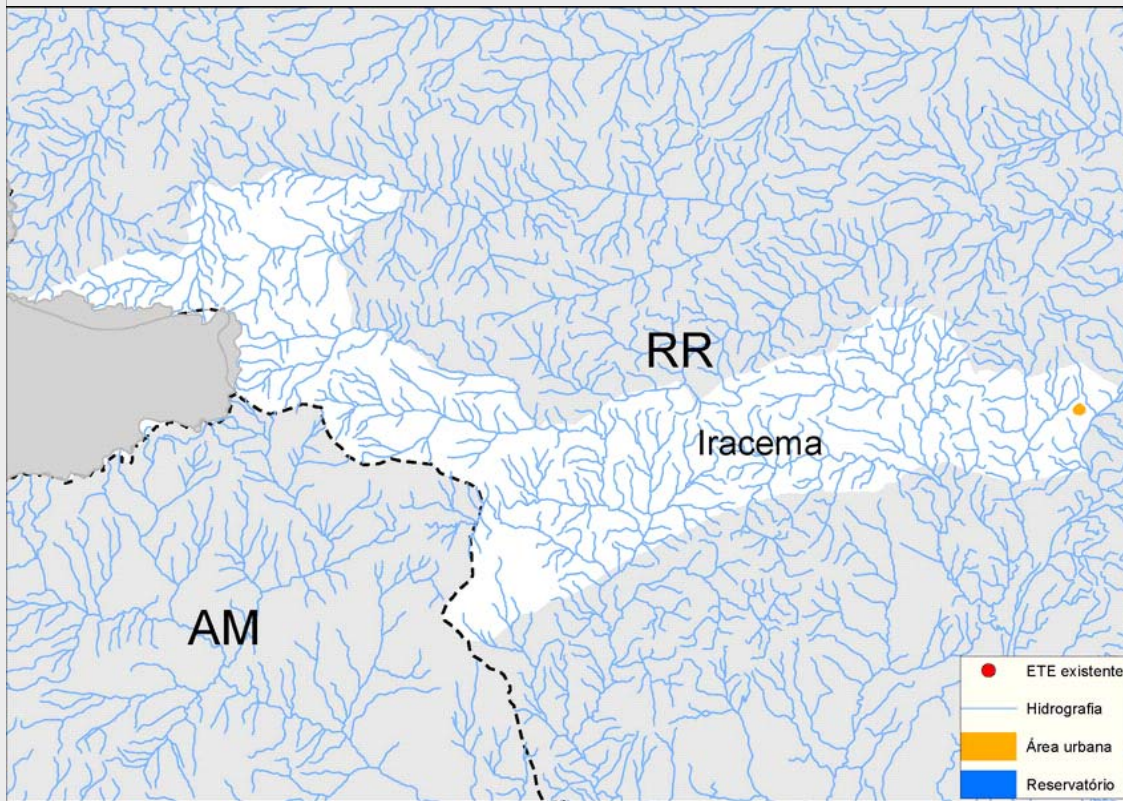 RR
Iracema
AM
ETE existente
Hidrografia
Área urbana
Reservatório